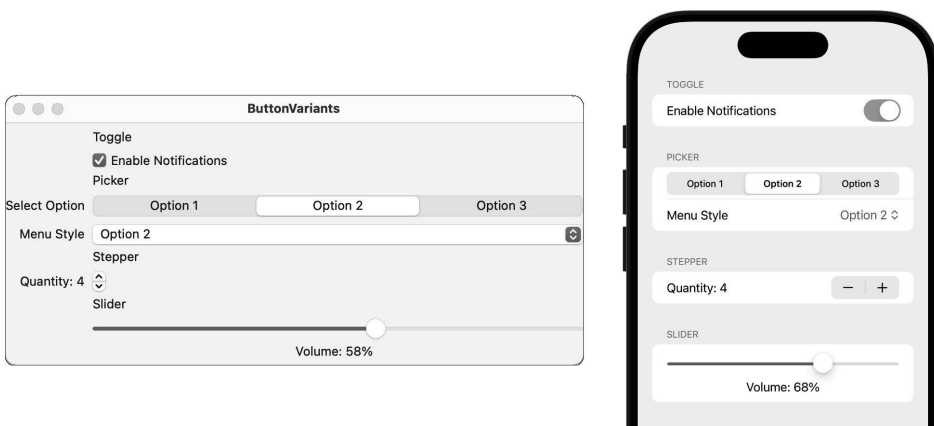 ButtonVariants
Toggle
Enable Notifications
Picker
Select Option Option 1 Option 2 Option 3
Menu Style Option 2
Stepper
Quantity: 4
Slider
Volume: 58%
TOGGLE
Enable Notifications
PICKER
Option 1 Option 2 Option 3
Menu Style Option 2
STEPPER
Quantity: 4
SLIDER
Volume: 68%